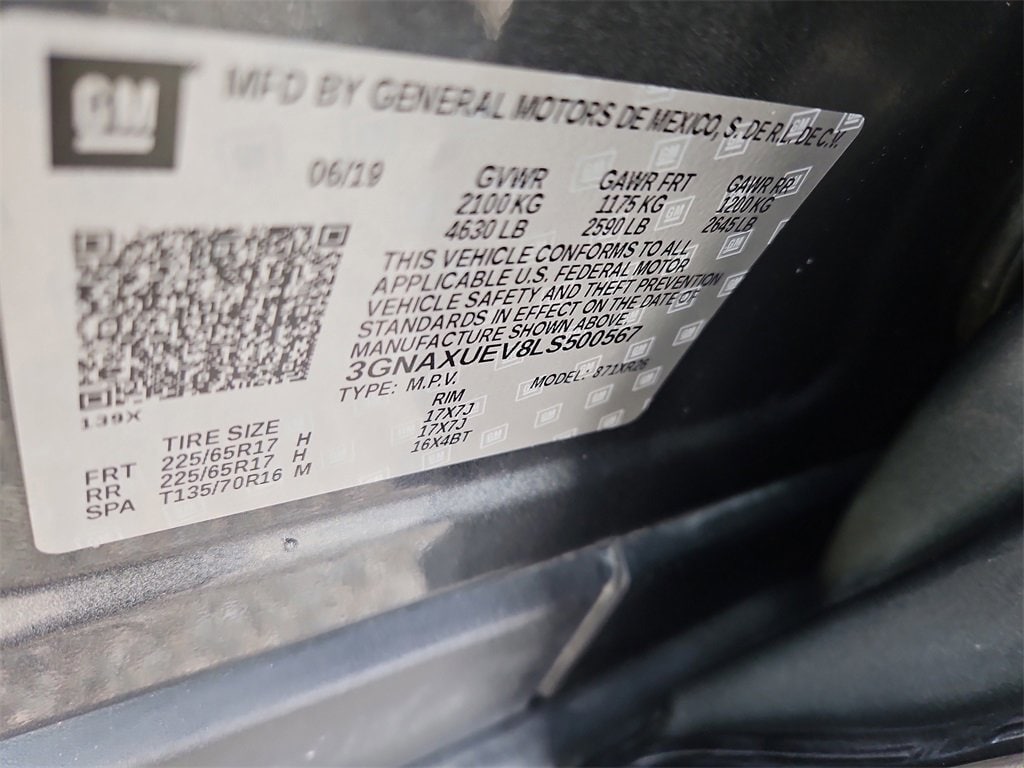 GM
MFD BY GENERAL MOTORS DE MEXICO, S. DE R.L. DE C.V.
06/19 GVWR GAWR FRT GAWR RR
2100 KG 1175 KG 1200 KG
4630 LB 2590 LB 2645 LB
THIS VEHICLE CONFORMS TO ALL
APPLICABLE U.S. FEDERAL MOTOR
VEHICLE SAFETY AND THEFT PREVENTION
STANDARDS IN EFFECT ON THE DATE OF
MANUFACTURE SHOWN ABOVE.
3GNAXUEV8LS500567
TYPE: M.P.V. MODEL: 871XR26
139X
TIRE SIZE RIM
FRT 225/65R17 H 17X7J
RR 225/65R17 H 17X7J
SPA T135/70R16 M 16X4BT